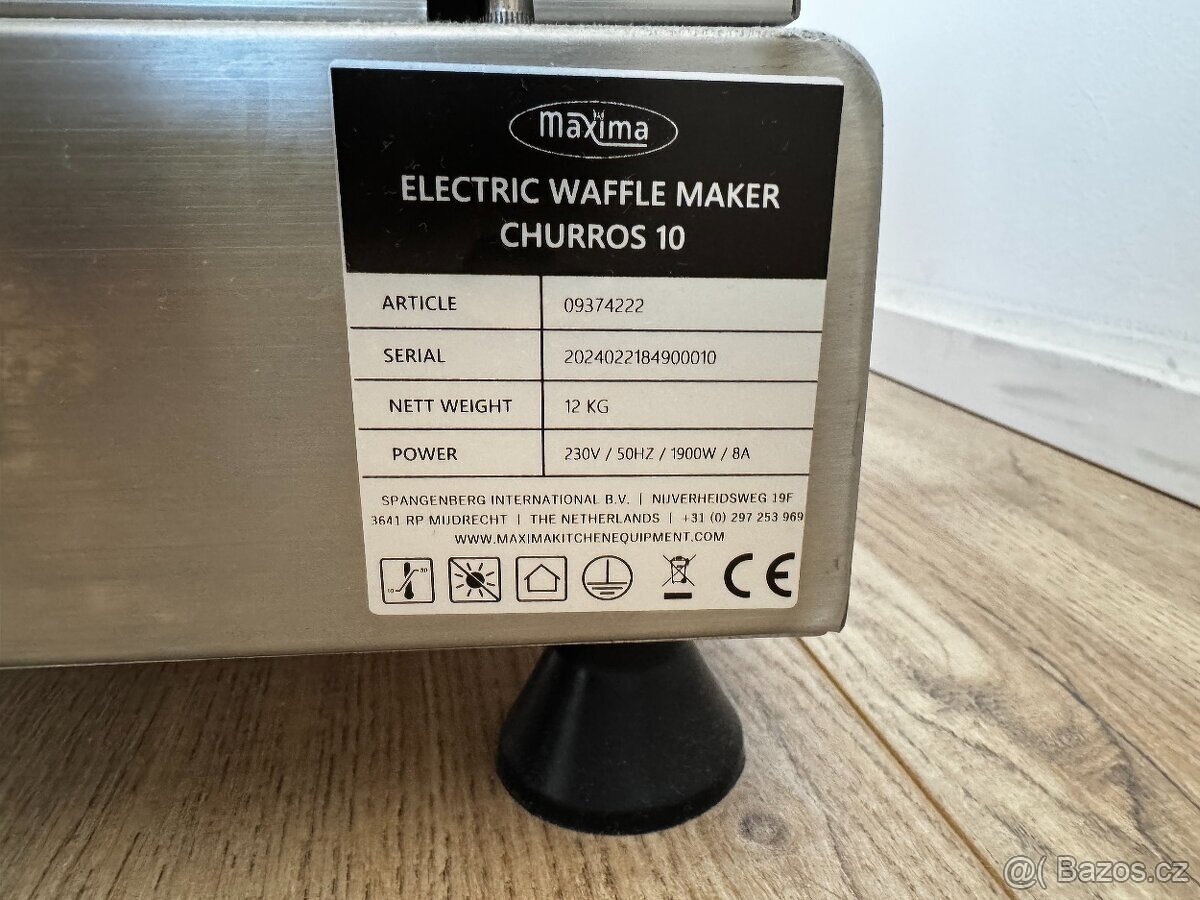 maxima
ELECTRIC WAFFLE MAKER
CHURROS 10
ARTICLE 09374222
SERIAL 2024022184900010
NETT WEIGHT 12 KG
POWER 230V / 50HZ / 1900W / 8A
SPANGENBERG INTERNATIONAL B.V. | NIJVERHEIDSWEG 19F
3641 RP MIJDRECHT | THE NETHERLANDS | +31 (0) 297 253 969
WWW.MAXIMAKITCHENEQUIPMENT.COM
10 30
CE
@( Bazos.cz